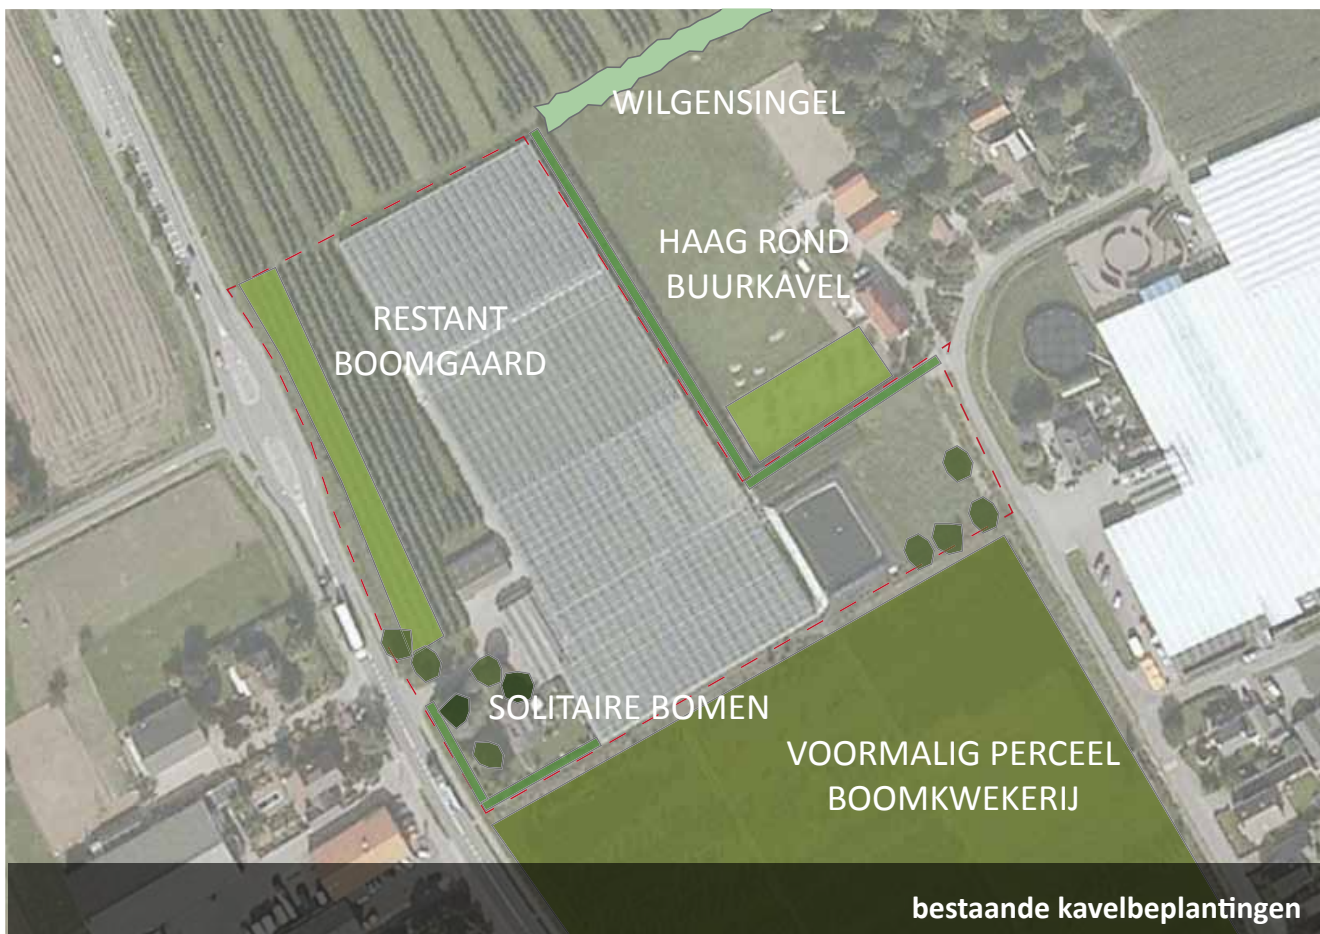 WILGENSINGEL
HAAG ROND
BUURKAVEL
RESTANT
BOOMGAARD
SOLITAIRE BOMEN
VOORMALIG PERCEEL
BOOMKWEKERIJ
bestaande kavelbeplantingen